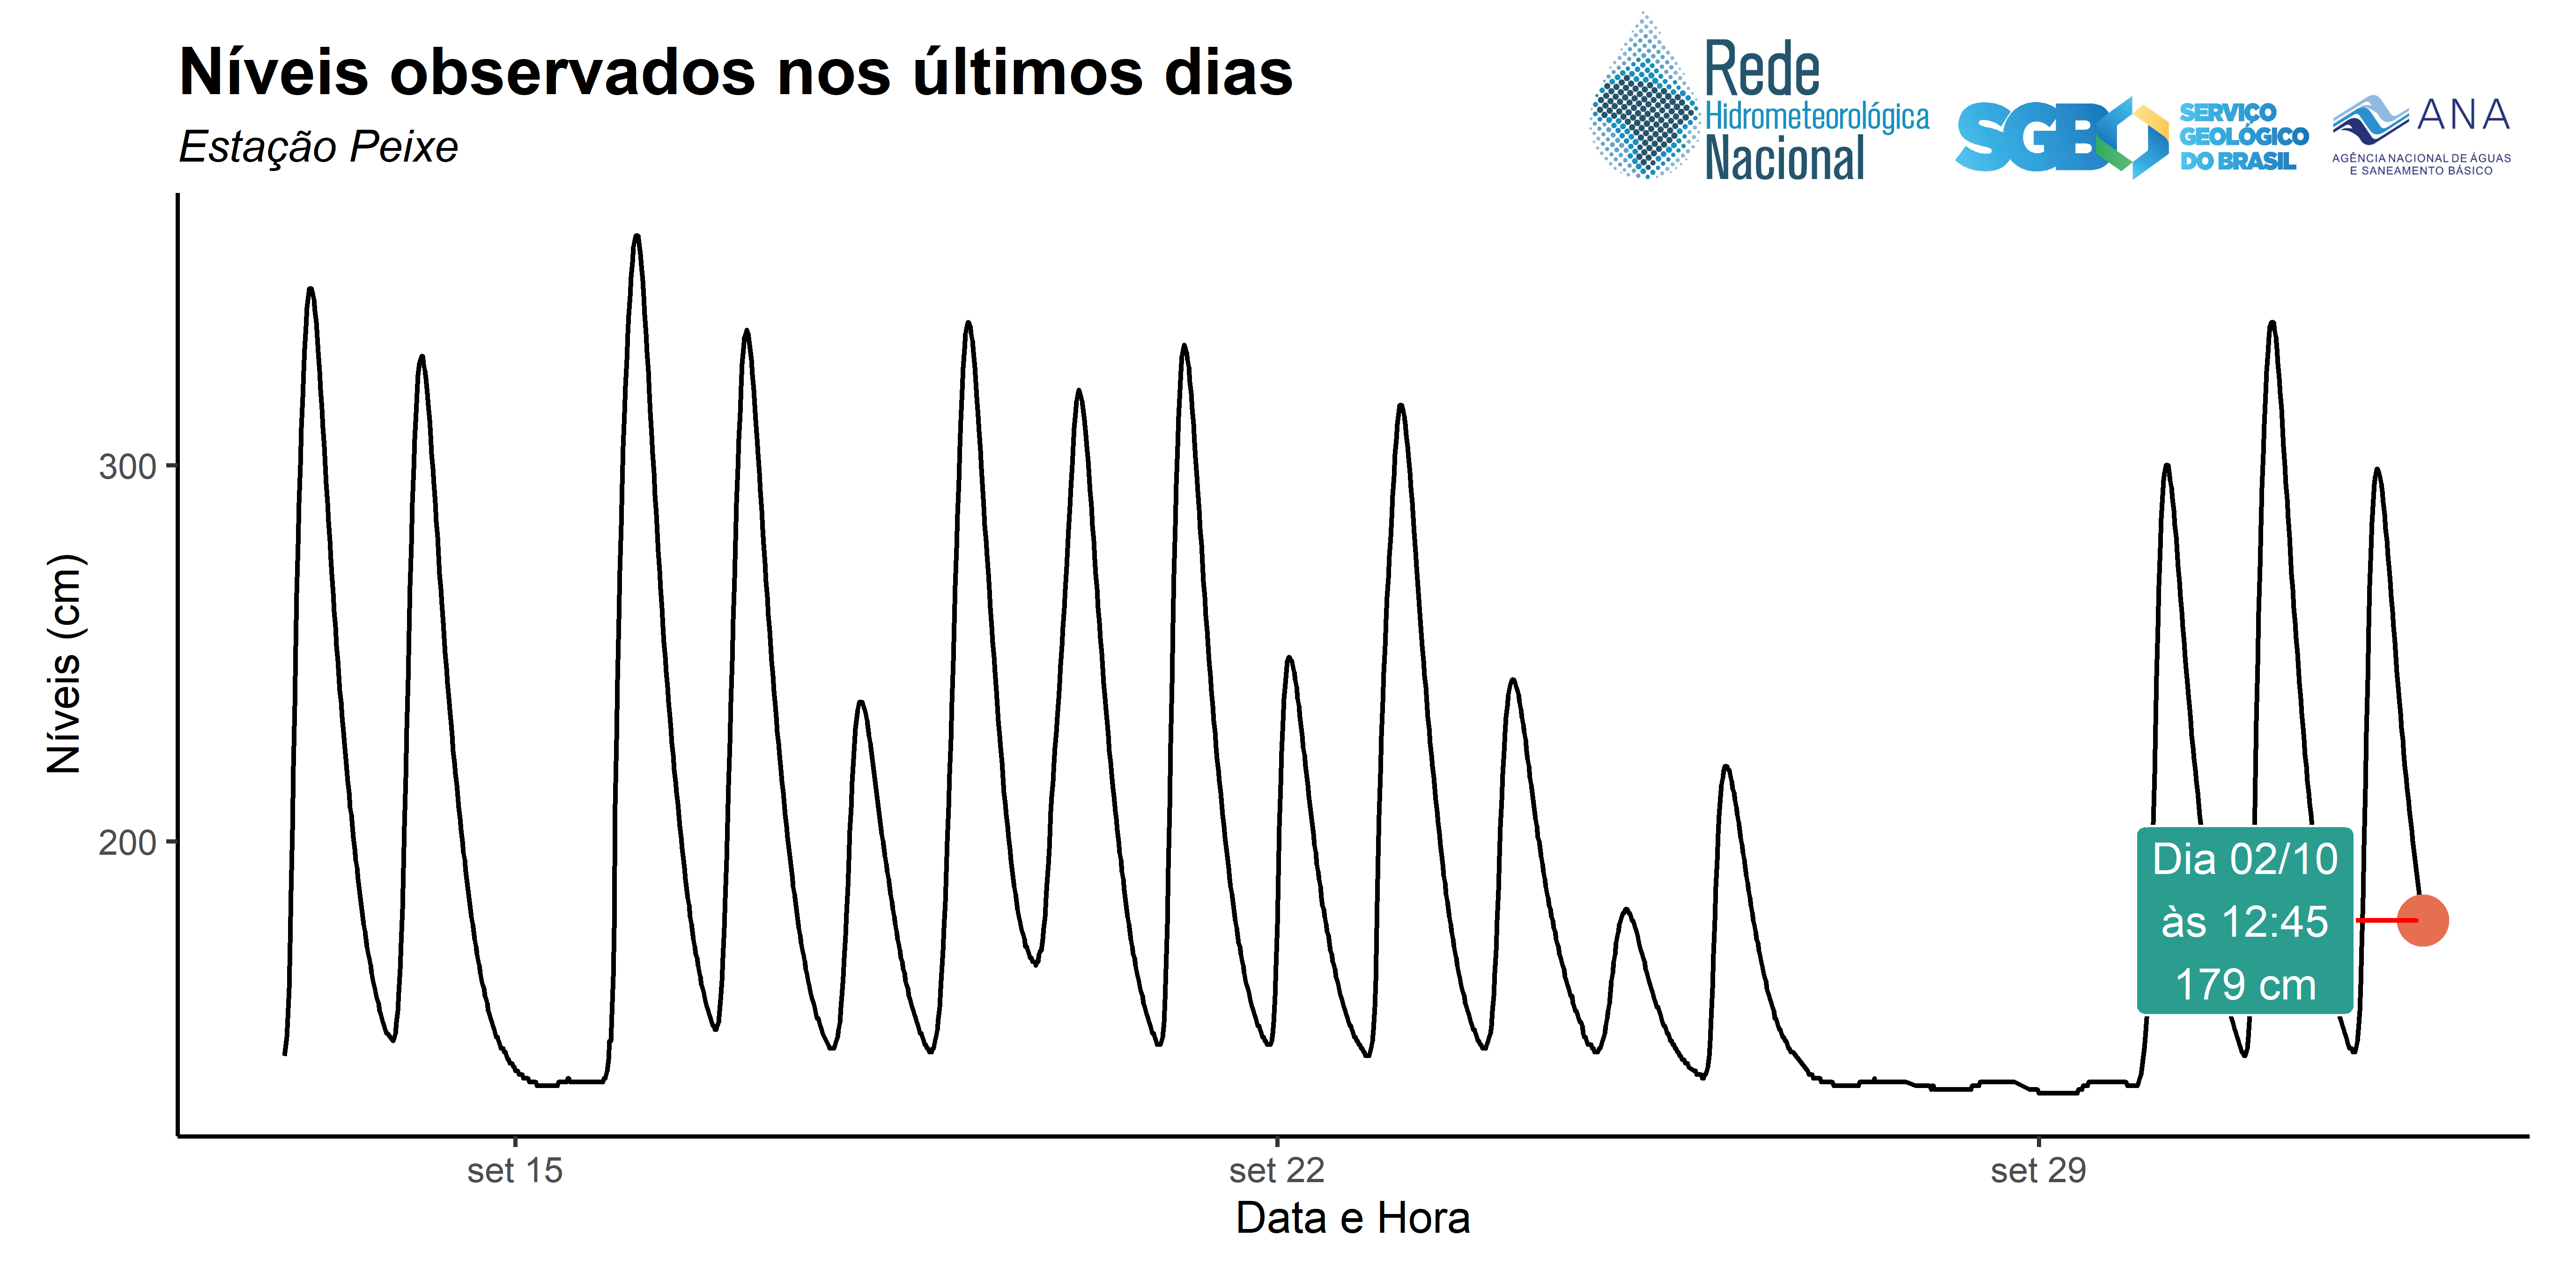 Níveis observados nos últimos dias
Estação Peixe
Rede
Hidrometeorológica
Nacional
SGB
SERVIÇO
GEOLÓGICO
DO BRASIL
ANA
AGÊNCIA NACIONAL DE ÁGUAS
E SANEAMENTO BÁSICO
Níveis (cm)
300
200
Dia 02/10
às 12:45
179 cm
set 15
set 22
set 29
Data e Hora